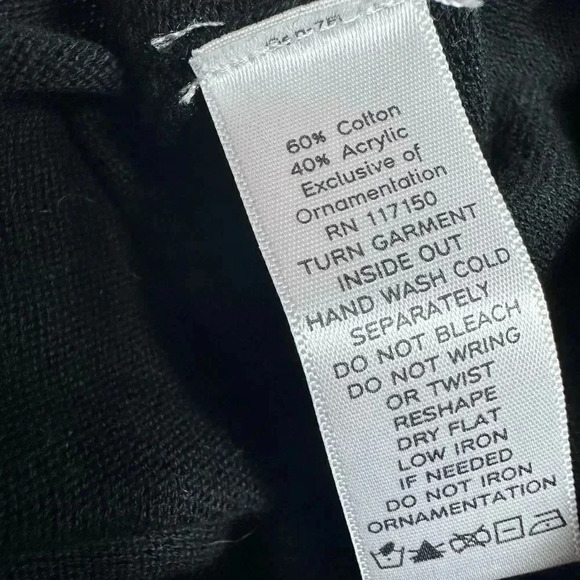 60% Cotton
40% Acrylic
Exclusive of
Ornamentation
RN 117150
TURN GARMENT
INSIDE OUT
HAND WASH COLD
SEPARATELY
DO NOT BLEACH
DO NOT WRING
OR TWIST
RESHAPE
DRY FLAT
LOW IRON
IF NEEDED
DO NOT IRON
ORNAMENTATION